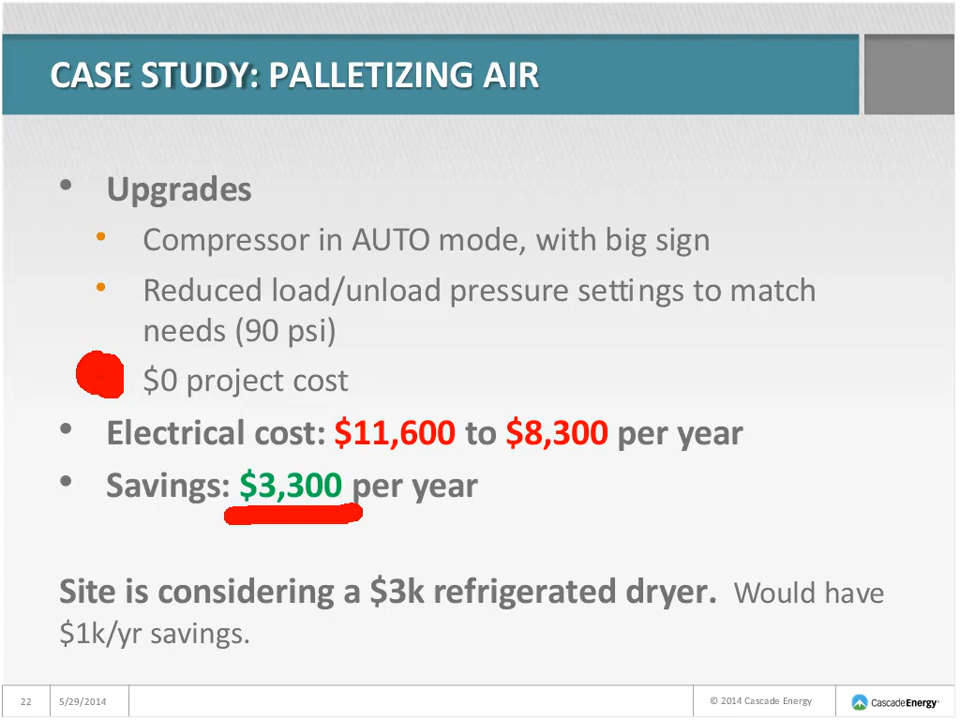 CASE STUDY: PALLETIZING AIR
• Upgrades
• Compressor in AUTO mode, with big sign
• Reduced load/unload pressure settings to match
needs (90 psi)
$0 project cost
• Electrical cost: $11,600 to $8,300 per year
• Savings: $3,300 per year
Site is considering a $3k refrigerated dryer. Would have
$1k/yr savings.
22 5/29/2014 © 2014 Cascade Energy CascadeEnergy